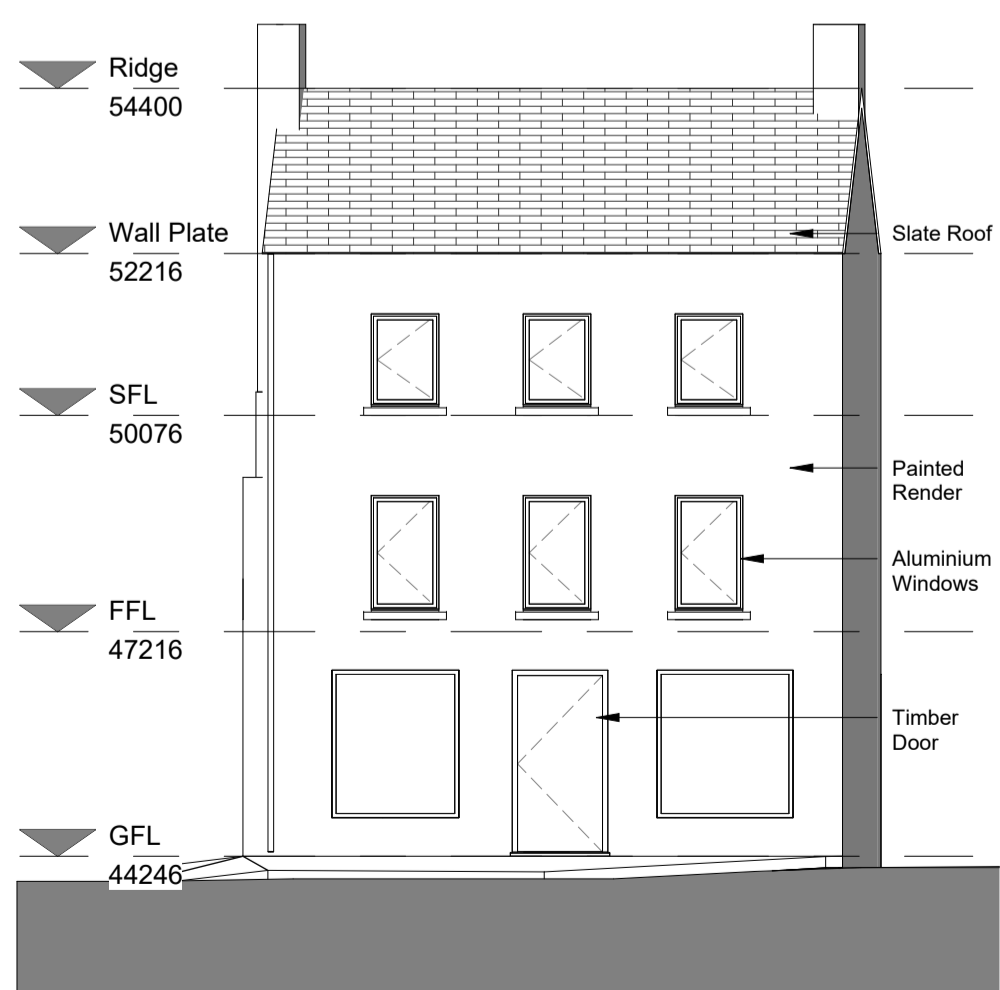 Ridge
54400
Wall Plate
52216
Slate Roof
SFL
50076
Painted
Render
Aluminium
Windows
FFL
47216
Timber
Door
GFL
44246